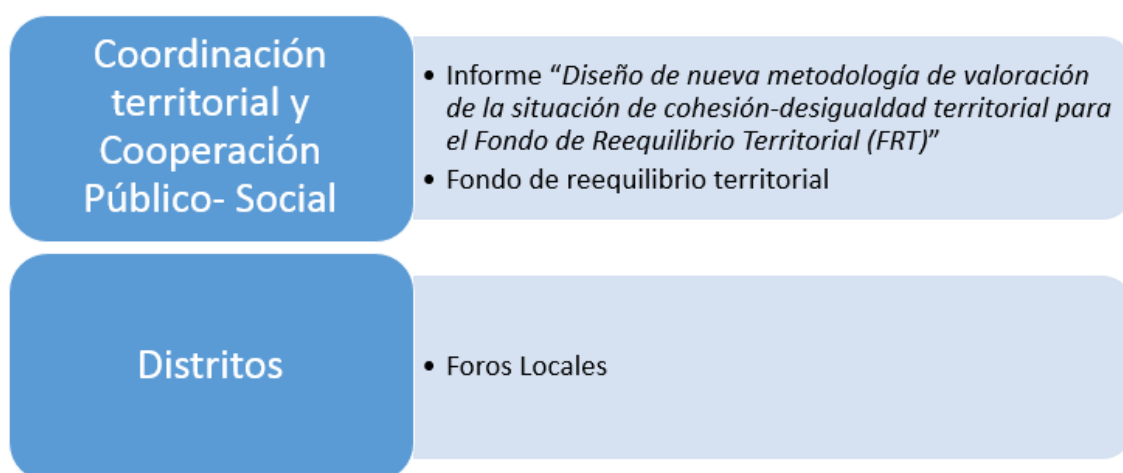 Coordinación
territorial y
Cooperación
Público- Social
• Informe “Diseño de nueva metodología de valoración
de la situación de cohesión-desigualdad territorial para
el Fondo de Reequilibrio Territorial (FRT)”
• Fondo de reequilibrio territorial
Distritos
• Foros Locales